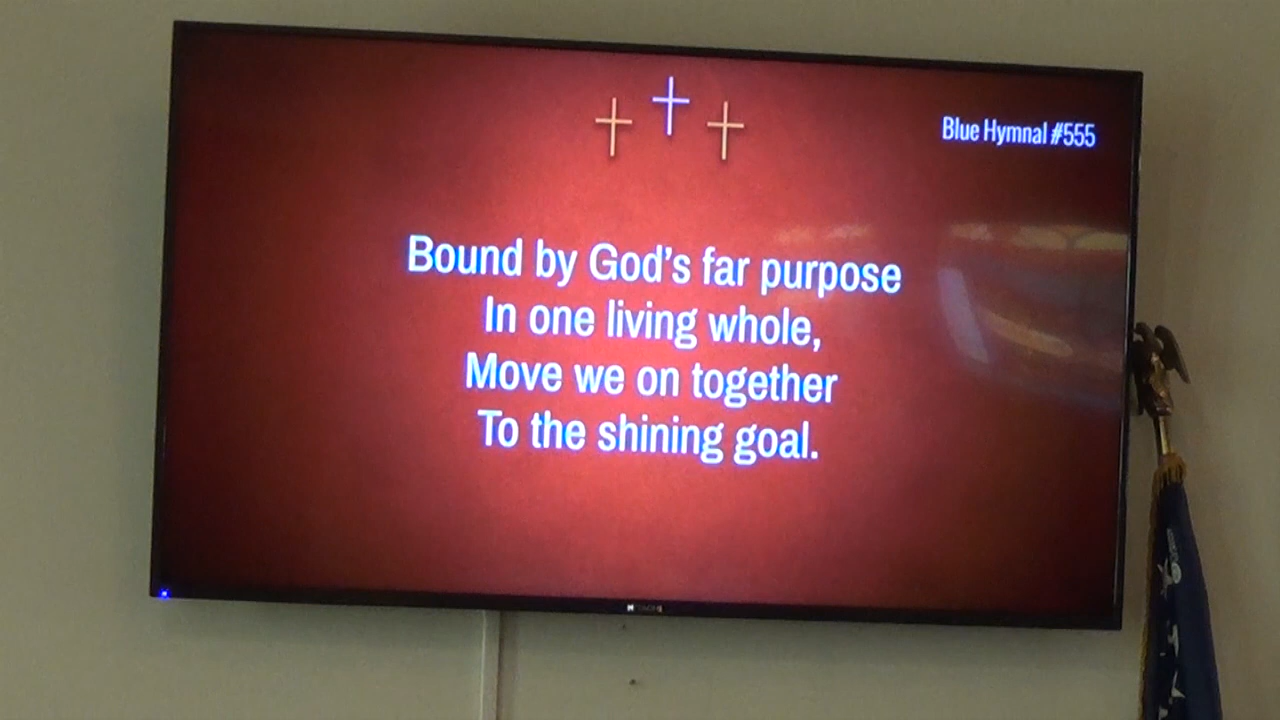 Blue Hymnal #555
Bound by God's far purpose
In one living whole,
Move we on together
To the shining goal.